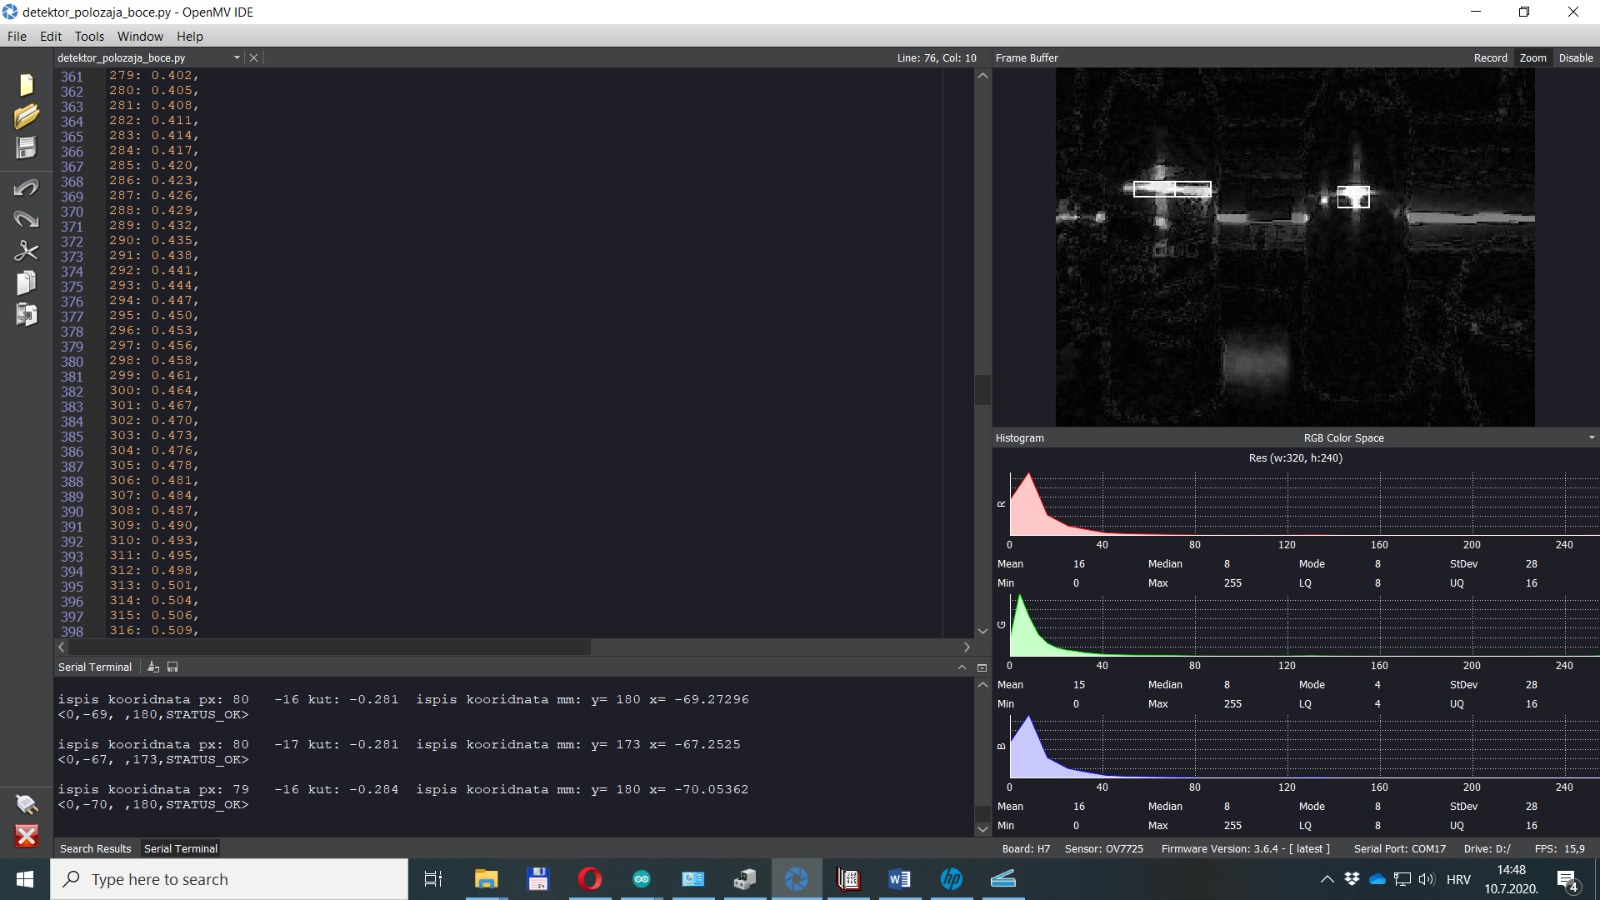 detektor_polozaja_boce.py - OpenMV IDE
File Edit Tools Window Help
detektor_polozaja_boce.py
Line: 76, Col: 10
361 279: 0.402,
362 280: 0.405,
363 281: 0.408,
364 282: 0.411,
365 283: 0.414,
366 284: 0.417,
367 285: 0.420,
368 286: 0.423,
369 287: 0.426,
370 288: 0.429,
371 289: 0.432,
372 290: 0.435,
373 291: 0.438,
374 292: 0.441,
375 293: 0.444,
376 294: 0.447,
377 295: 0.450,
378 296: 0.453,
379 297: 0.456,
380 298: 0.458,
381 299: 0.461,
382 300: 0.464,
383 301: 0.467,
384 302: 0.470,
385 303: 0.473,
386 304: 0.476,
387 305: 0.478,
388 306: 0.481,
389 307: 0.484,
390 308: 0.487,
391 309: 0.490,
392 310: 0.493,
393 311: 0.495,
394 312: 0.498,
395 313: 0.501,
396 314: 0.504,
397 315: 0.506,
398 316: 0.509,
Serial Terminal
ispis kooridnata px: 80 -16 kut: -0.281 ispis kooridnata mm: y= 180 x= -69.27296
<0,-69, ,180,STATUS_OK>
ispis kooridnata px: 80 -17 kut: -0.281 ispis kooridnata mm: y= 173 x= -67.2525
<0,-67, ,173,STATUS_OK>
ispis kooridnata px: 79 -16 kut: -0.284 ispis kooridnata mm: y= 180 x= -70.05362
<0,-70, ,180,STATUS_OK>
Search Results Serial Terminal
Frame Buffer Record Zoom Disable
Histogram RGB Color Space
Res (w:320, h:240)
R
0 40 80 120 160 200 240
Mean 16 Median 8 Mode 8 StDev 28
Min 0 Max 255 LQ 8 UQ 16
G
0 40 80 120 160 200 240
Mean 15 Median 8 Mode 4 StDev 28
Min 0 Max 255 LQ 4 UQ 16
B
0 40 80 120 160 200 240
Mean 16 Median 8 Mode 8 StDev 28
Min 0 Max 255 LQ 8 UQ 16
Board: H7 Sensor: OV7725 Firmware Version: 3.6.4 - [ latest ] Serial Port: COM17 Drive: D:/ FPS: 15,9
Type here to search
HRV
14:48
10.7.2020.
4